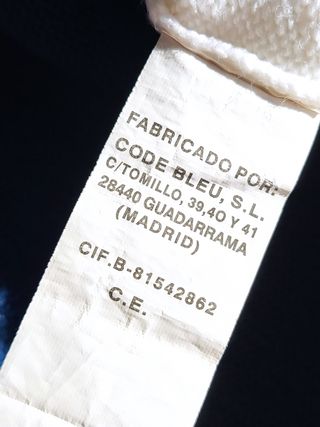 FABRICADO POR:
CODE BLEU, S.L.
C/TOMILLO, 39,40 Y 41
28440 GUADARRAMA
(MADRID)
CIF.B-81542862
C.E.